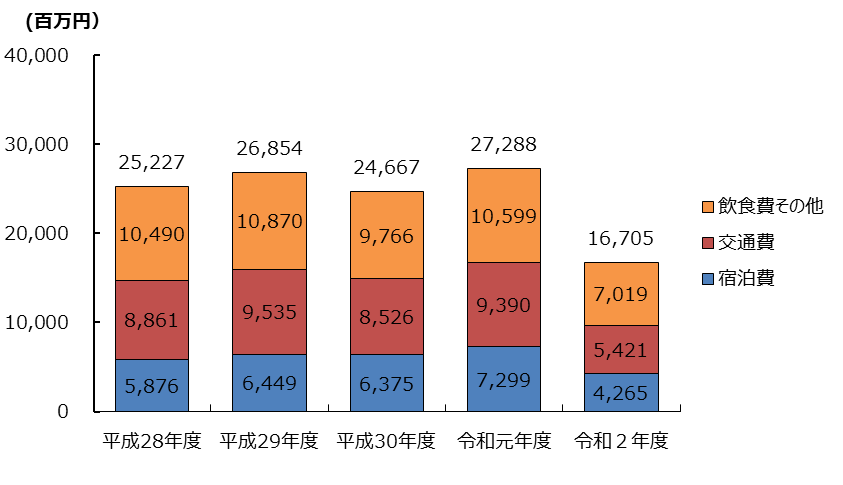 (百万円)
40,000
30,000
20,000
10,000
0
25,227
26,854
24,667
27,288
16,705
10,490
10,870
9,766
10,599
7,019
8,861
9,535
8,526
9,390
5,421
5,876
6,449
6,375
7,299
4,265
平成28年度
平成29年度
平成30年度
令和元年度
令和２年度
飲食費その他
交通費
宿泊費